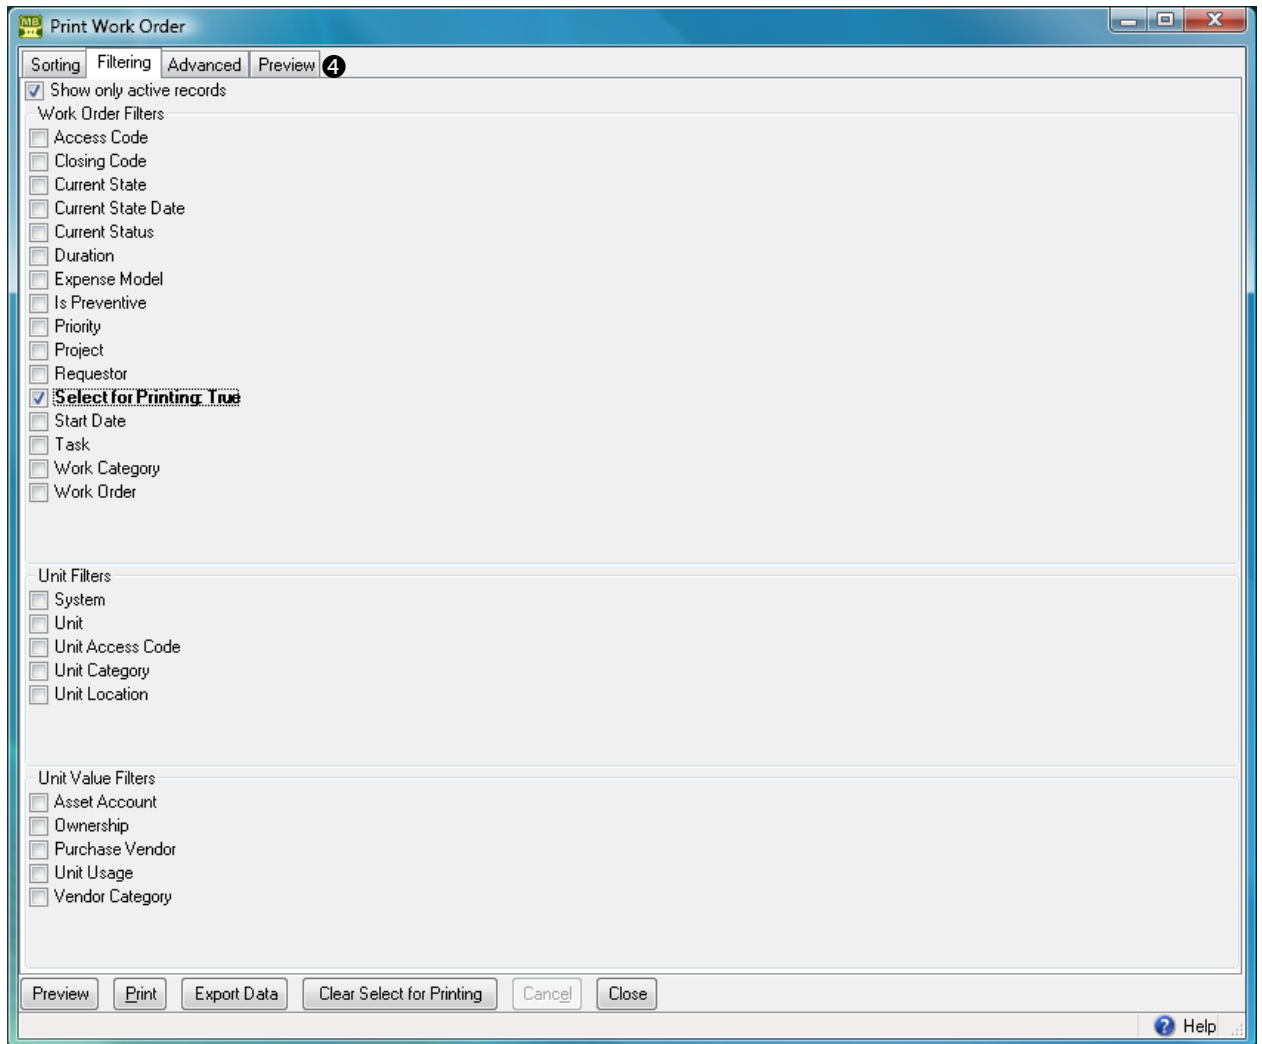 MB
Print Work Order
Sorting Filtering Advanced Preview ❹
Show only active records
Work Order Filters
Access Code
Closing Code
Current State
Current State Date
Current Status
Duration
Expense Model
Is Preventive
Priority
Project
Requestor
Select for Printing: True
Start Date
Task
Work Category
Work Order
Unit Filters
System
Unit
Unit Access Code
Unit Category
Unit Location
Unit Value Filters
Asset Account
Ownership
Purchase Vendor
Unit Usage
Vendor Category
Preview Print Export Data Clear Select for Printing Cancel Close
Help